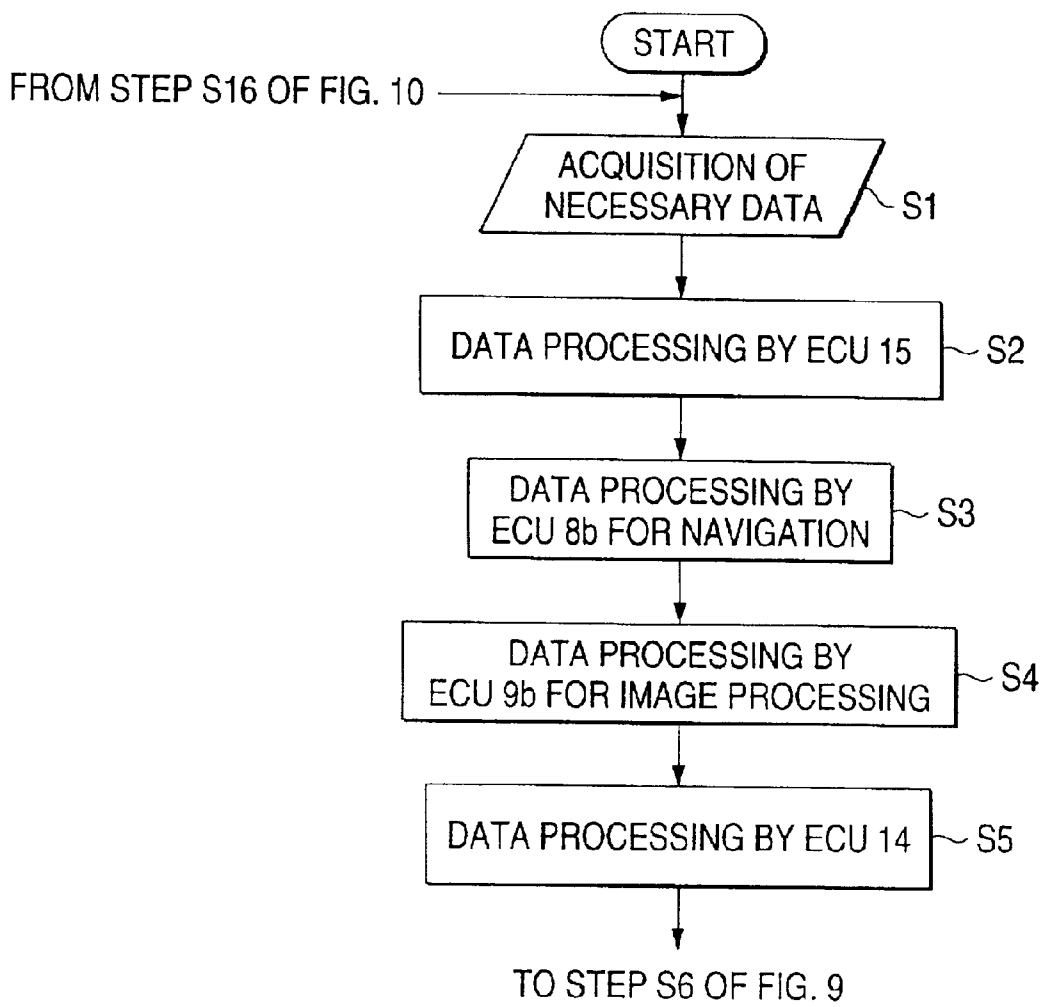 START
FROM STEP S16 OF FIG. 10
ACQUISITION OF
NECESSARY DATA
S1
DATA PROCESSING BY ECU 15
S2
DATA PROCESSING BY
ECU 8b FOR NAVIGATION
S3
DATA PROCESSING BY
ECU 9b FOR IMAGE PROCESSING
S4
DATA PROCESSING BY ECU 14
S5
TO STEP S6 OF FIG. 9